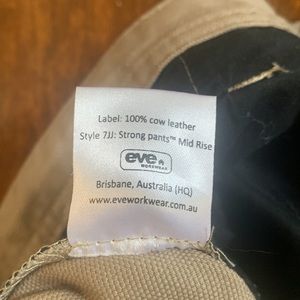 Label: 100% cow leather
Style 7JJ: Strong pants™ Mid Rise
eve
WORKWEAR
Brisbane, Australia (HQ)
www.eveworkwear.com.au